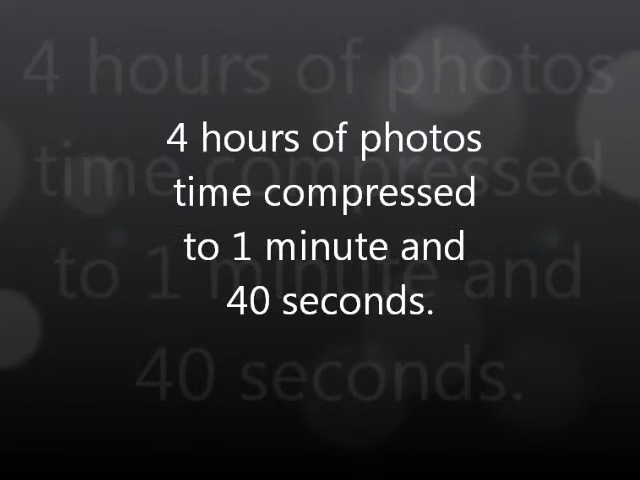 4 hours of photos
time compressed
to 1 minute and
40 seconds.